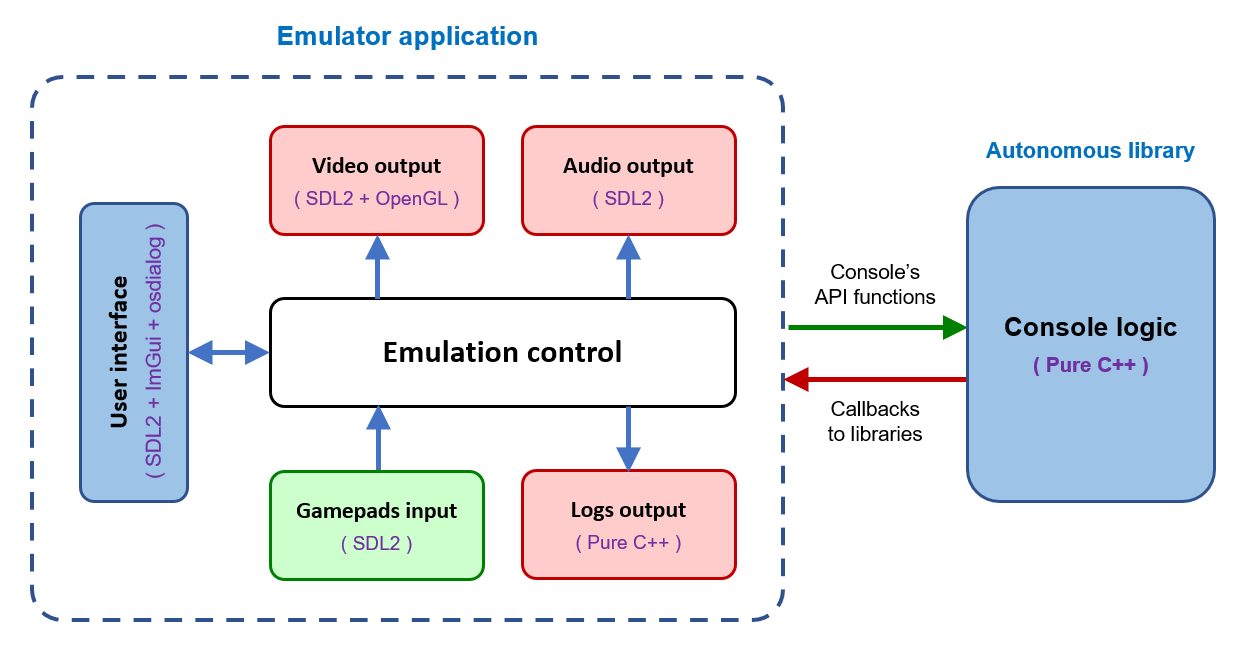 Emulator application
Video output
( SDL2 + OpenGL )
Audio output
( SDL2 )
User interface
( SDL2 + ImGui + osdialog )
Emulation control
Gamepads input
( SDL2 )
Logs output
( Pure C++ )
Console’s
API functions
Callbacks
to libraries
Autonomous library
Console logic
( Pure C++ )